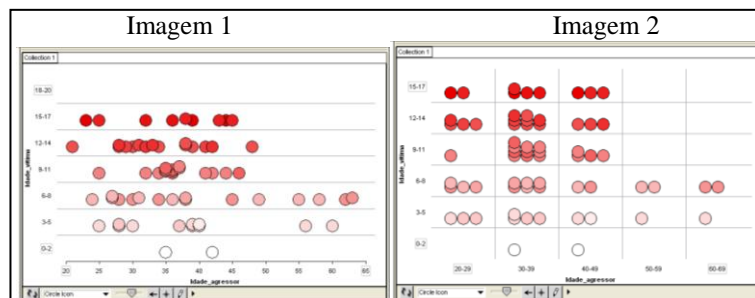 Imagem 1
Collection 1
18-20
15-17
12-14
9-11
6-8
3-5
0-2
Idade_vitima
20 25 30 35 40 45 50 55 60 65
Idade_agressor
Circle Icon
Imagem 2
Collection 1
15-17
12-14
9-11
6-8
3-5
0-2
Idade_vitima
20-29 30-39 40-49 50-59 60-69
Idade_agressor
Circle Icon